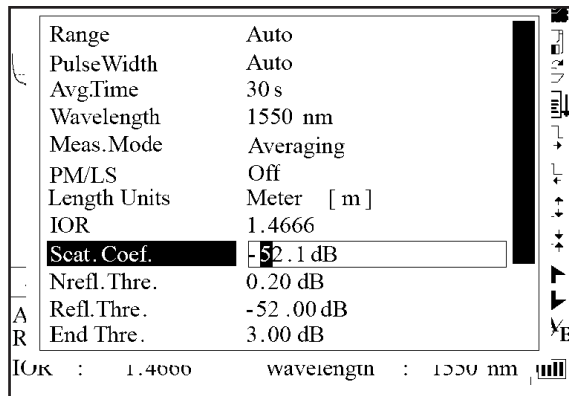 Range Auto
PulseWidth Auto
Avg.Time 30 s
Wavelength 1550 nm
Meas.Mode Averaging
PM/LS Off
Length Units Meter [ m ]
IOR 1.4666
Scat. Coef. -52.1 dB
Nrefl.Thre. 0.20 dB
Refl.Thre. -52.00 dB
A
R End Thre. 3.00 dB
IOR : 1.4666 Wavelength : 1550 nm